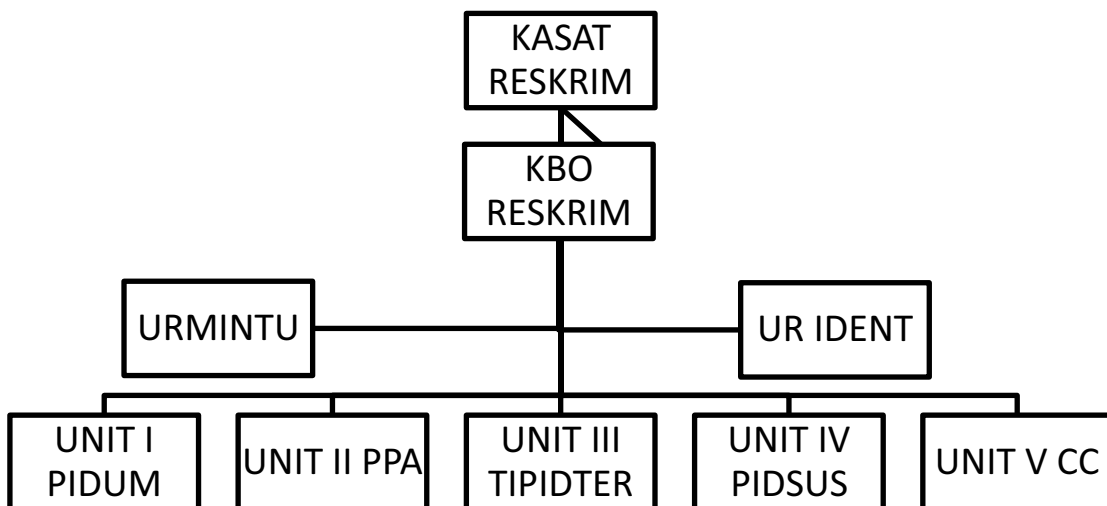 KASAT
RESKRIM
KBO
RESKRIM
URMINTU
UR IDENT
UNIT I
PIDUM
UNIT II PPA
UNIT III
TIPIDTER
UNIT IV
PIDSUS
UNIT V CC